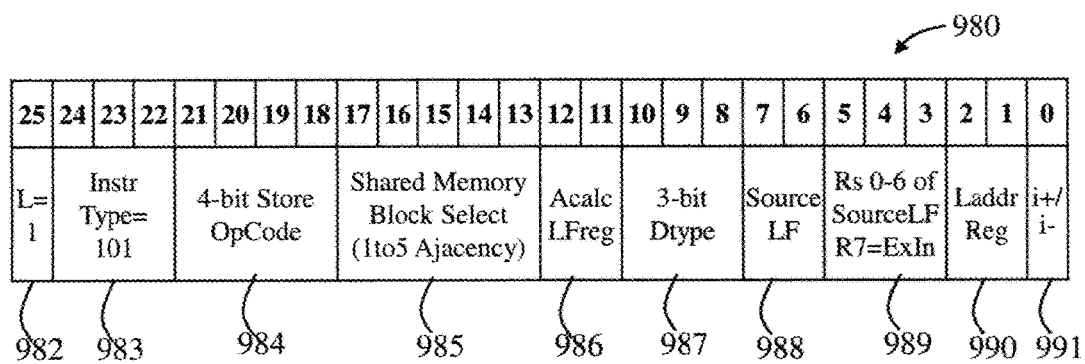 980
25 24 23 22 21 20 19 18 17 16 15 14 13 12 11 10 9 8 7 6 5 4 3 2 1 0
L= Instr 4-bit Store Shared Memory Acalc 3-bit Source Rs 0-6 of Laddr i+/
1 Type= OpCode Block Select LFreg Dtype LF SourceLF Reg i-
101 (1to5 Ajacency) R7=ExIn
982 983 984 985 986 987 988 989 990 991